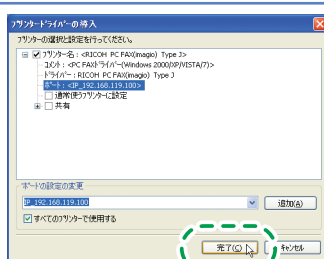 プリンタードライバーの導入
プリンターの選択と設定を行ってください。
プリンター名 : <RICOH PC FAX(imagio) Type J>
コメント : <PC FAXドライバー(Windows 2000/XP/VISTA/7)>
ドライバー : RICOH PC FAX(imagio) Type J
ポート : <IP_192.168.119.100>
通常使うプリンターに設定
共有
ポートの設定の変更
IP_192.168.119.100
追加(A)
すべてのプリンターで使用する
完了(C)
キャンセル